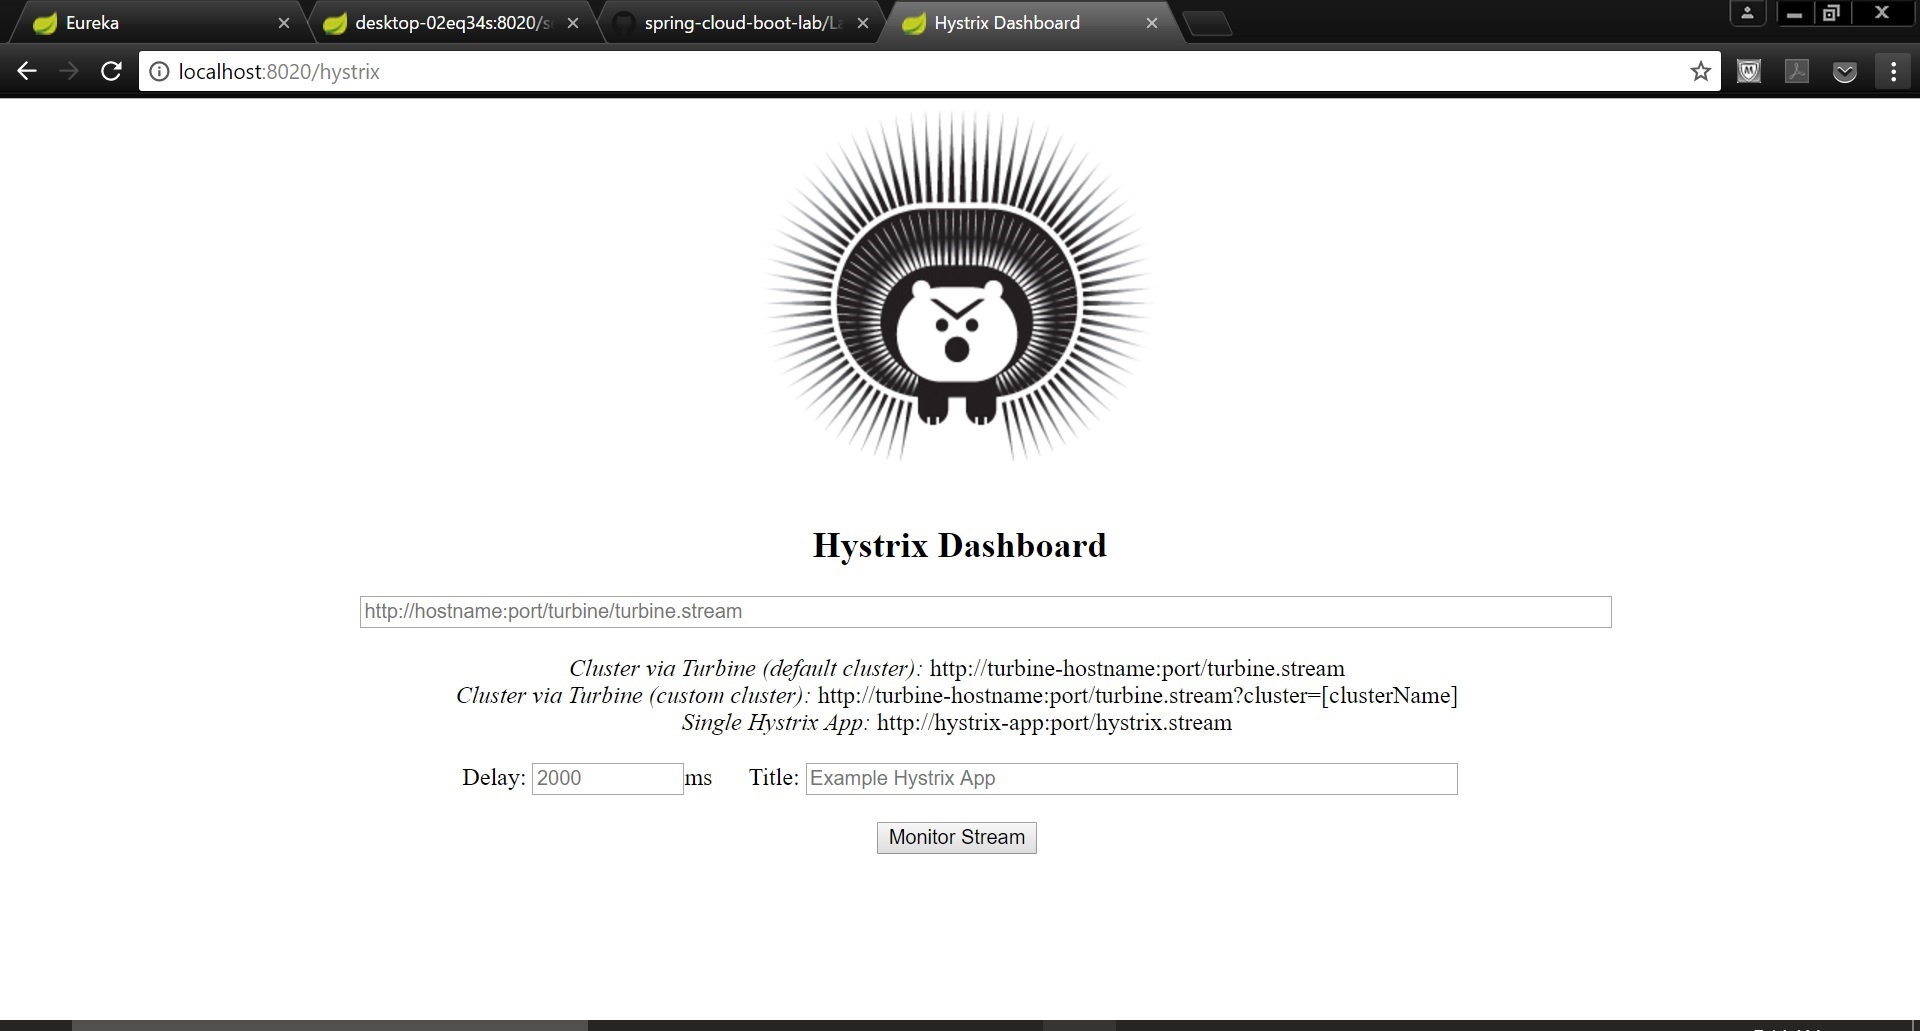 Eureka
desktop-02eq34s:8020/s
spring-cloud-boot-lab/La
Hystrix Dashboard
localhost:8020/hystrix
Hystrix Dashboard
http://hostname:port/turbine/turbine.stream
Cluster via Turbine (default cluster): http://turbine-hostname:port/turbine.stream
Cluster via Turbine (custom cluster): http://turbine-hostname:port/turbine.stream?cluster=[clusterName]
Single Hystrix App: http://hystrix-app:port/hystrix.stream
Delay: 2000 ms Title: Example Hystrix App
Monitor Stream